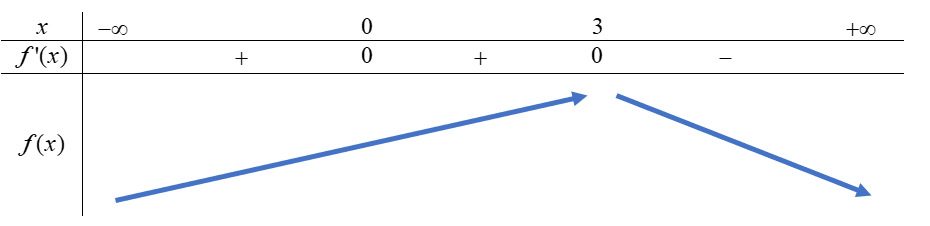 x −∞ 0 3 +∞
f'(x) + 0 + 0 −
f(x)